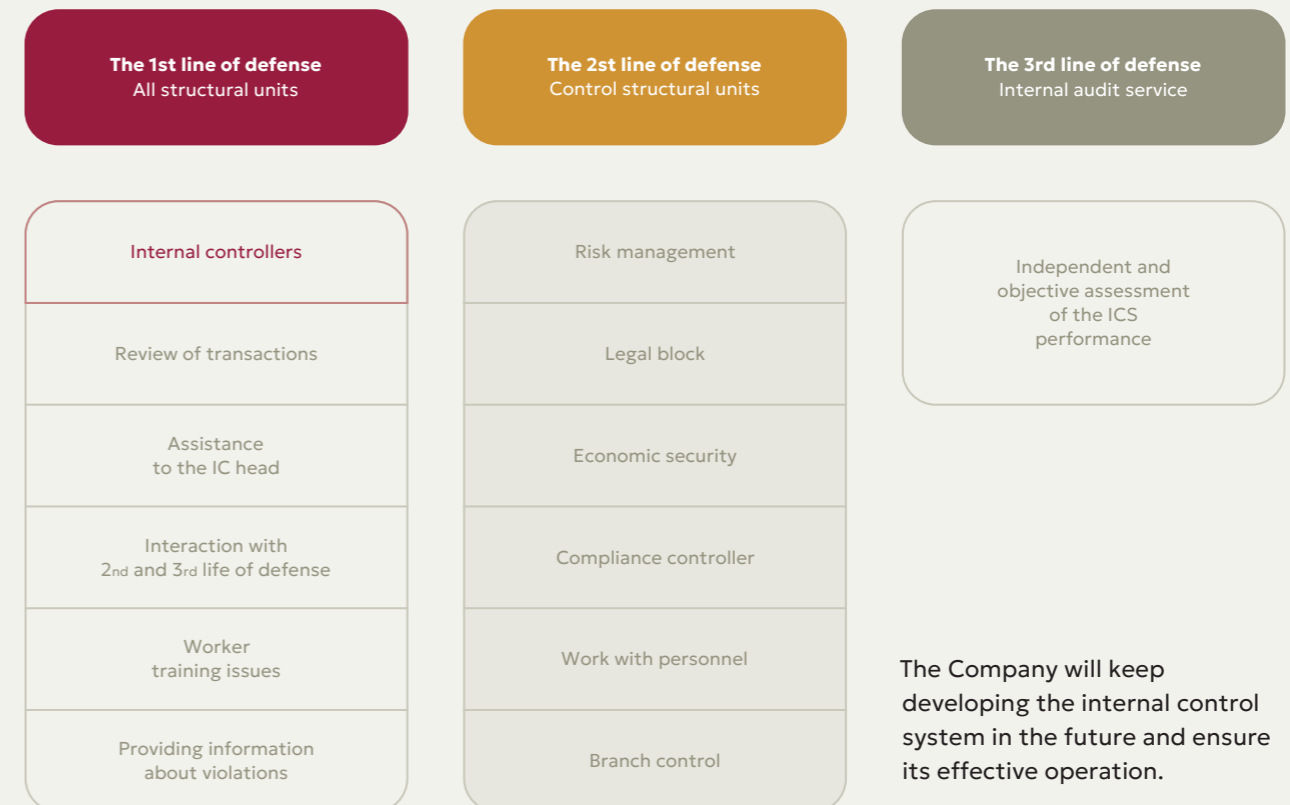 The 1st line of defense
All structural units
Internal controllers
Review of transactions
Assistance
to the IC head
Interaction with
2nd and 3rd life of defense
Worker
training issues
Providing information
about violations
The 2st line of defense
Control structural units
Risk management
Legal block
Economic security
Compliance controller
Work with personnel
Branch control
The 3rd line of defense
Internal audit service
Independent and
objective assessment
of the ICS
performance
The Company will keep
developing the internal control
system in the future and ensure
its effective operation.